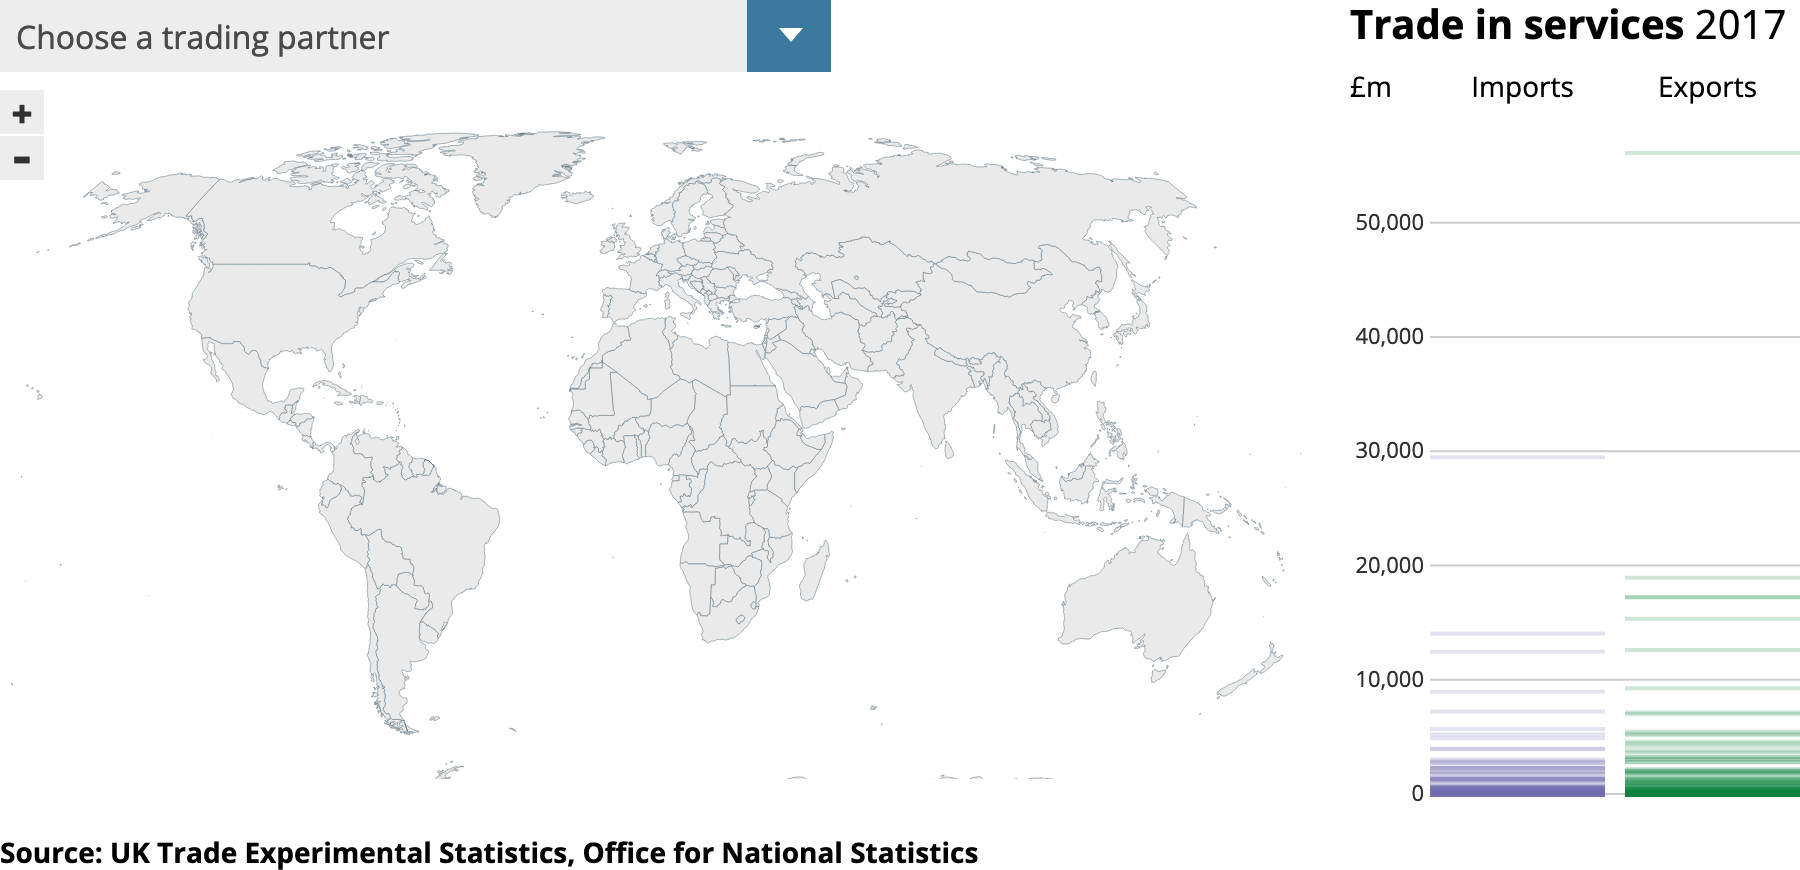 Choose a trading partner
Trade in services 2017
£m Imports Exports
50,000
40,000
30,000
20,000
10,000
0
Source: UK Trade Experimental Statistics, Office for National Statistics